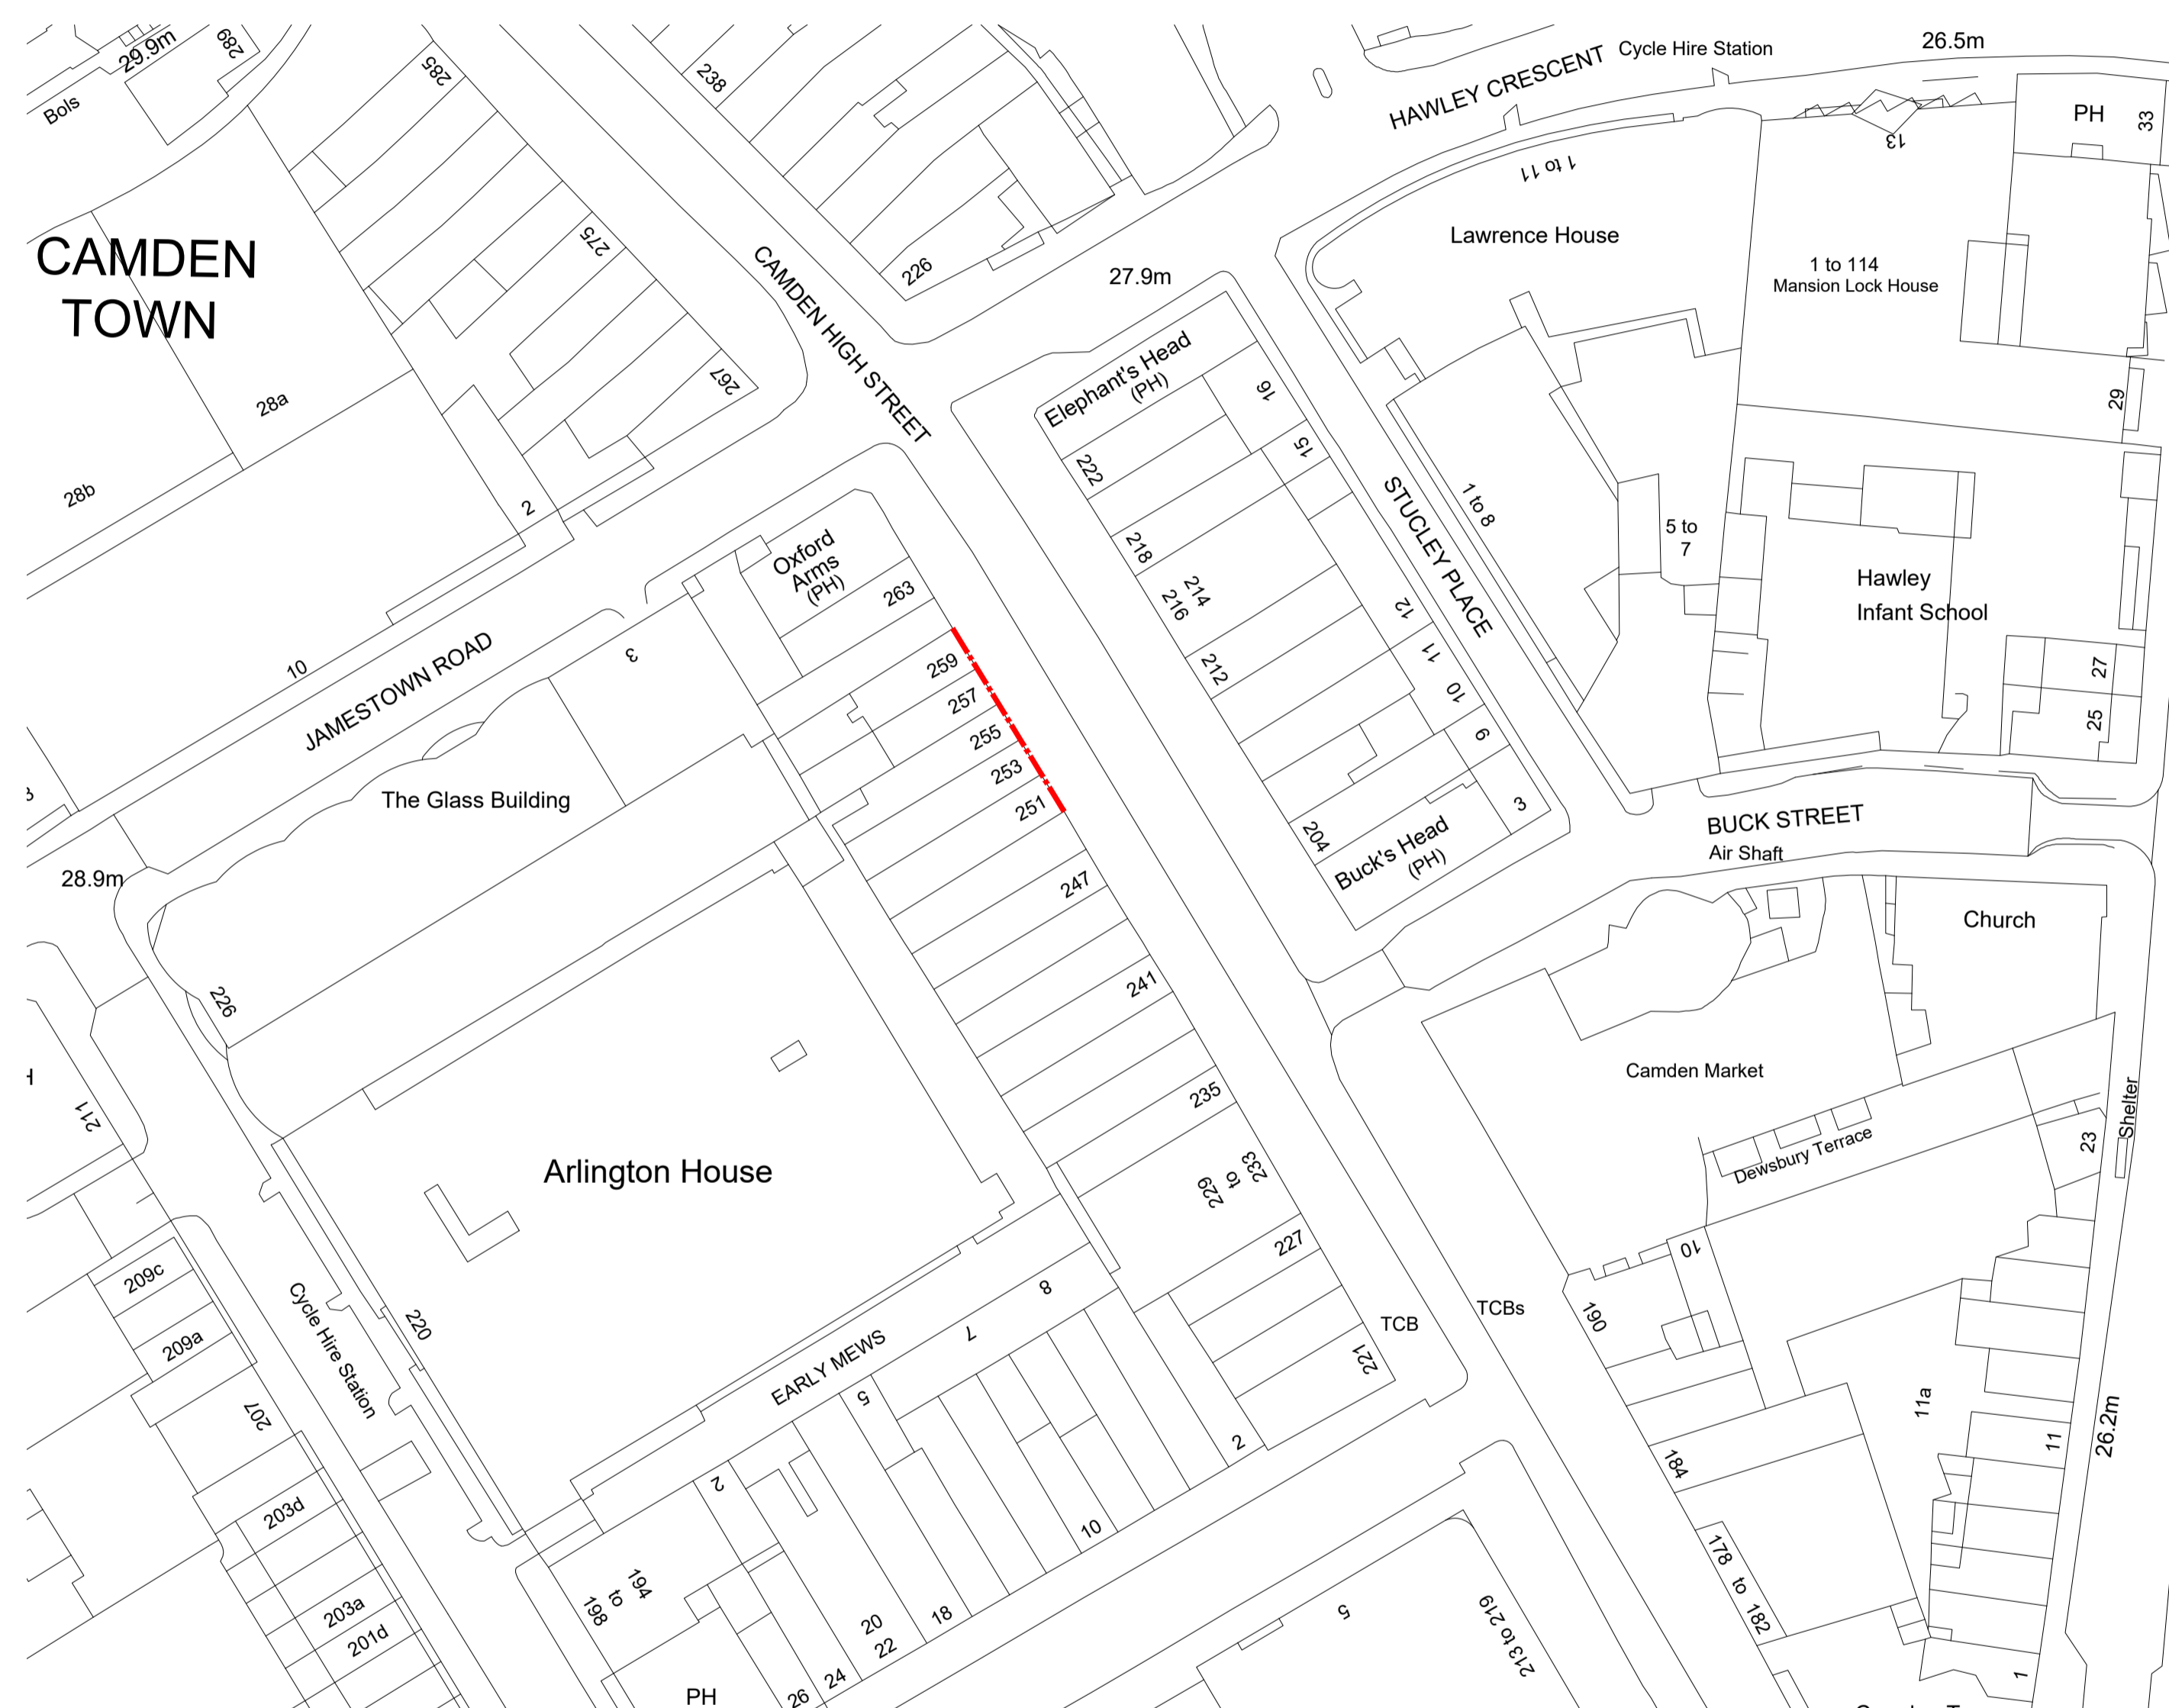 29.9m
289
Bols
285
238
HAWLEY CRESCENT
Cycle Hire Station
26.5m
PH
33
13
1 to 11
CAMDEN
TOWN
275
226
27.9m
Lawrence House
1 to 114
Mansion Lock House
CAMDEN HIGH STREET
267
28a
28b
2
Elephant's Head
(PH)
16
15
222
29
218
214
216
212
STUCLEY PLACE
1 to 8
5 to
7
Hawley
Infant School
12
11
10
9
3
204
Buck's Head
(PH)
27
25
Oxford
Arms
(PH)
263
3
10
JAMESTOWN ROAD
259
257
255
253
251
The Glass Building
28.9m
BUCK STREET
Air Shaft
247
Church
226
241
Camden Market
211
235
Shelter
Dewsbury Terrace
23
Arlington House
233
to
229
227
10
209c
209a
Cycle Hire Station
220
8
7
EARLY MEWS
5
2
221
TCB
TCBs
190
11a
11
26.2m
207
184
203d
2
10
178 to 182
194
to
198
203a
201d
20
22
18
24
26
PH
5
213 to 219
1